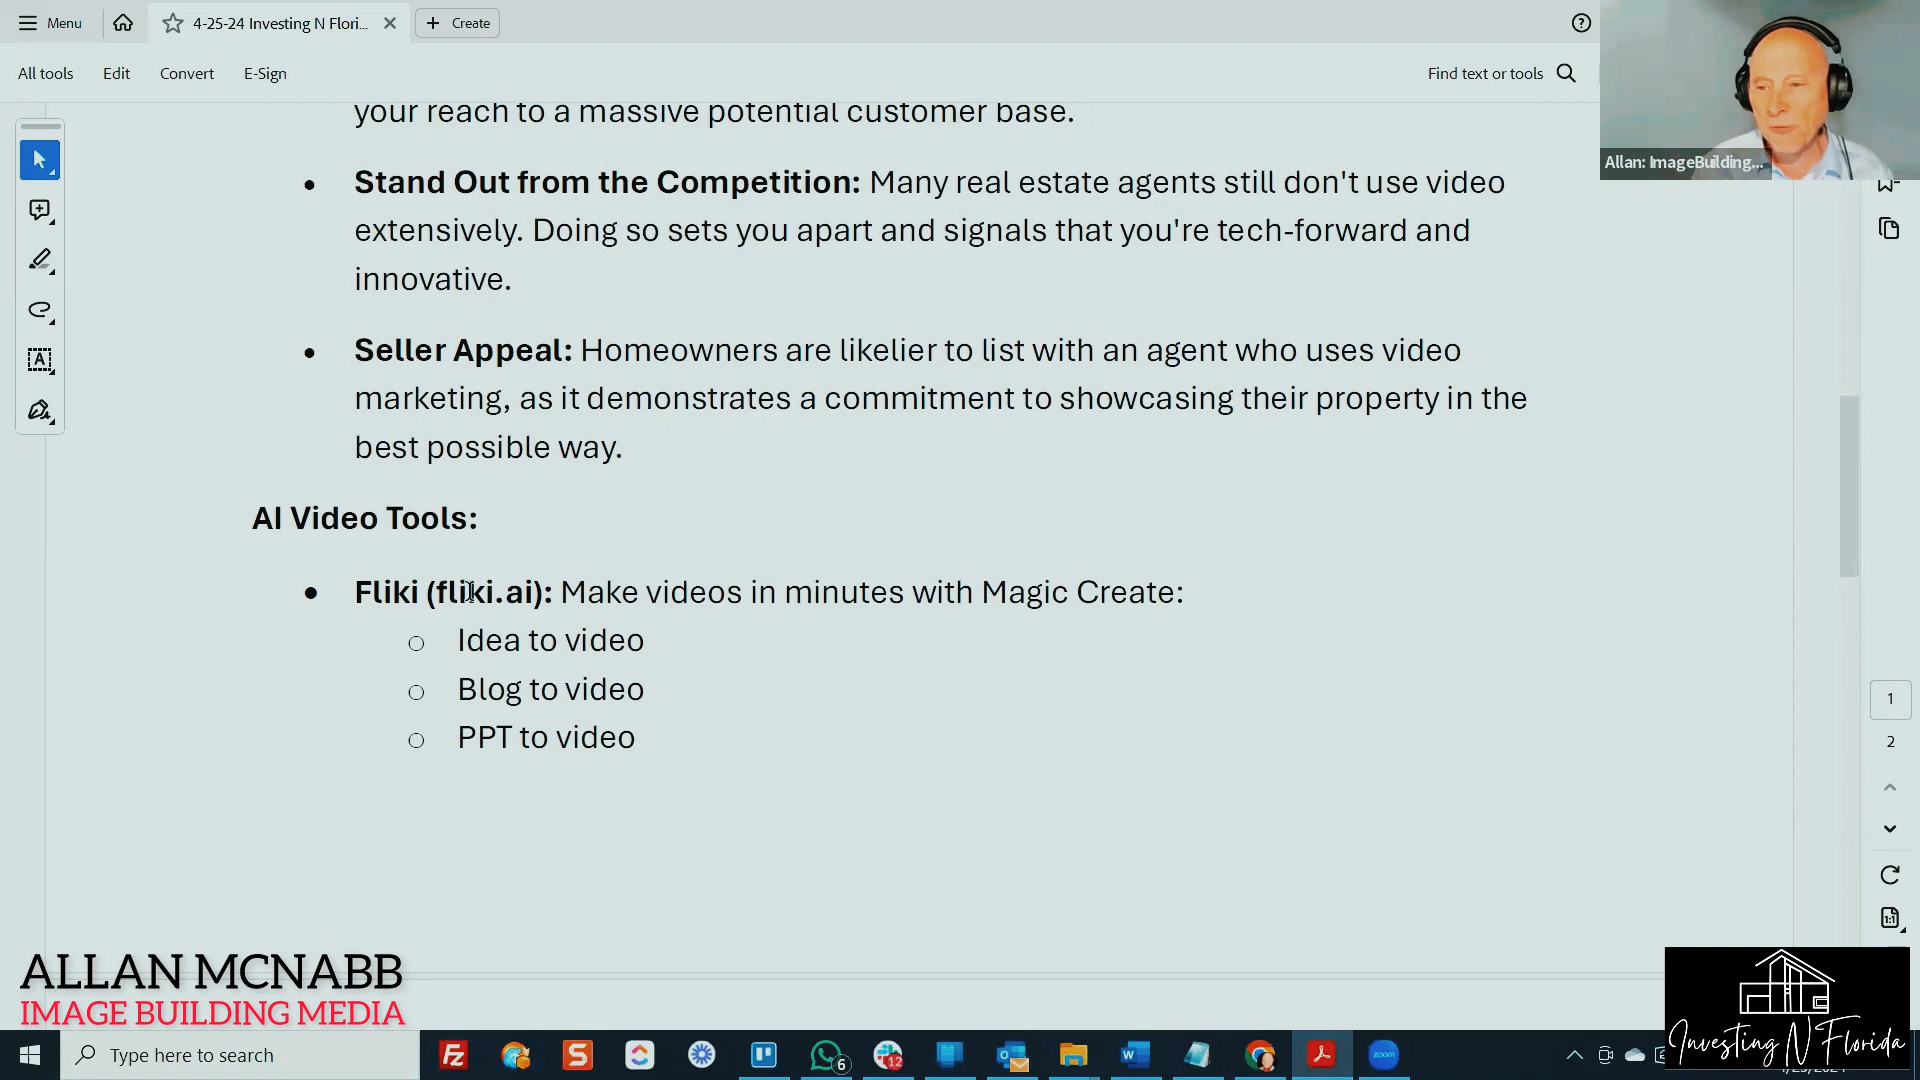 Menu
4-25-24 Investing N Flori...
Create
All tools
Edit
Convert
E-Sign
Find text or tools
Allan: ImageBuilding...
your reach to a massive potential customer base.
• Stand Out from the Competition: Many real estate agents still don't use video
extensively. Doing so sets you apart and signals that you're tech-forward and
innovative.
• Seller Appeal: Homeowners are likelier to list with an agent who uses video
marketing, as it demonstrates a commitment to showcasing their property in the
best possible way.
AI Video Tools:
• Fliki (fliki.ai): Make videos in minutes with Magic Create:
○ Idea to video
○ Blog to video
○ PPT to video
1
2
1:1
ALLAN MCNABB
IMAGE BUILDING MEDIA
Investing N Florida
Type here to search
Fz
S
6
12
W
zoom